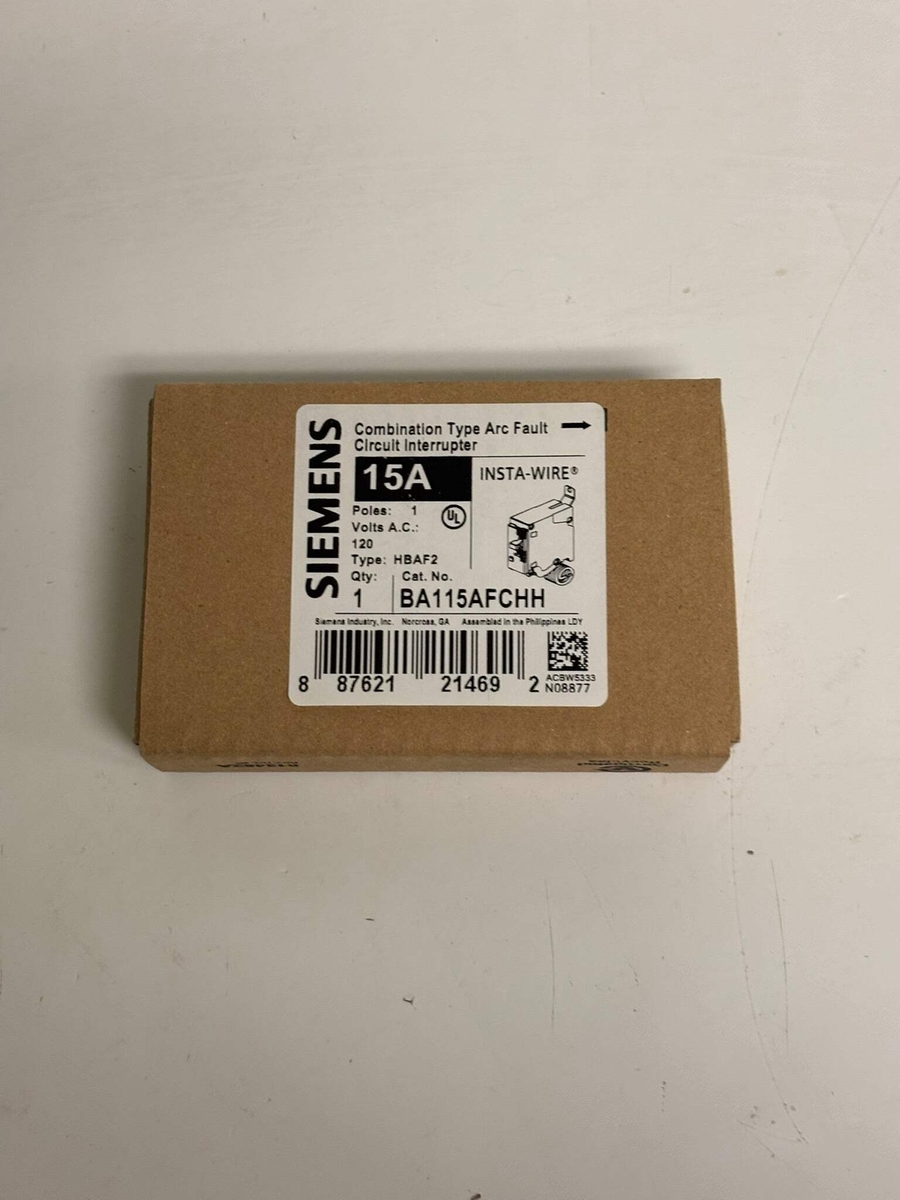 SIEMENS
Combination Type Arc Fault
Circuit Interrupter
15A
INSTA-WIRE®
Poles: 1
UL
Volts A.C.:
120
Type: HBAF2
Qty: Cat. No.
1 BA115AFCHH
Siemens Industry, Inc. Norcross, GA Assembled in the Philippines LDY
8 87621 21469 2
ACBW5333
N08877